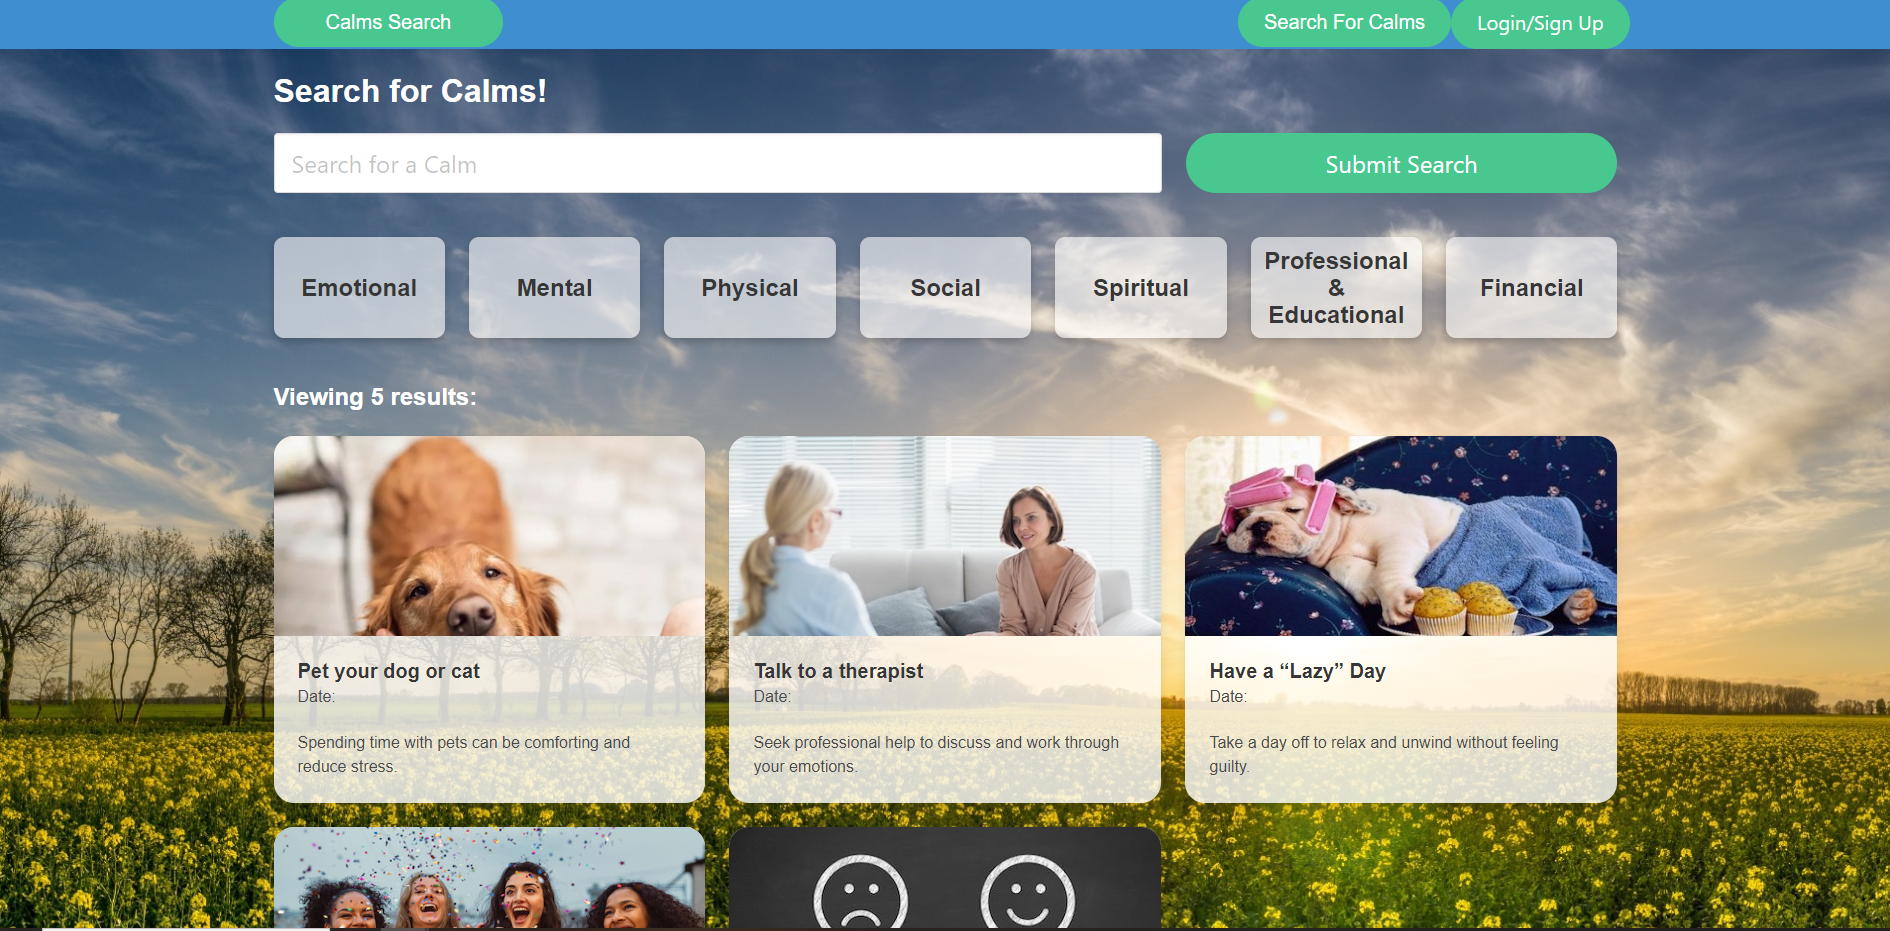 Calms Search
Search For Calms
Login/Sign Up
Search for Calms!
Search for a Calm
Submit Search
Emotional
Mental
Physical
Social
Spiritual
Professional
&
Educational
Financial
Viewing 5 results:
Pet your dog or cat
Date:
Spending time with pets can be comforting and
reduce stress.
Talk to a therapist
Date:
Seek professional help to discuss and work through
your emotions.
Have a “Lazy” Day
Date:
Take a day off to relax and unwind without feeling
guilty.